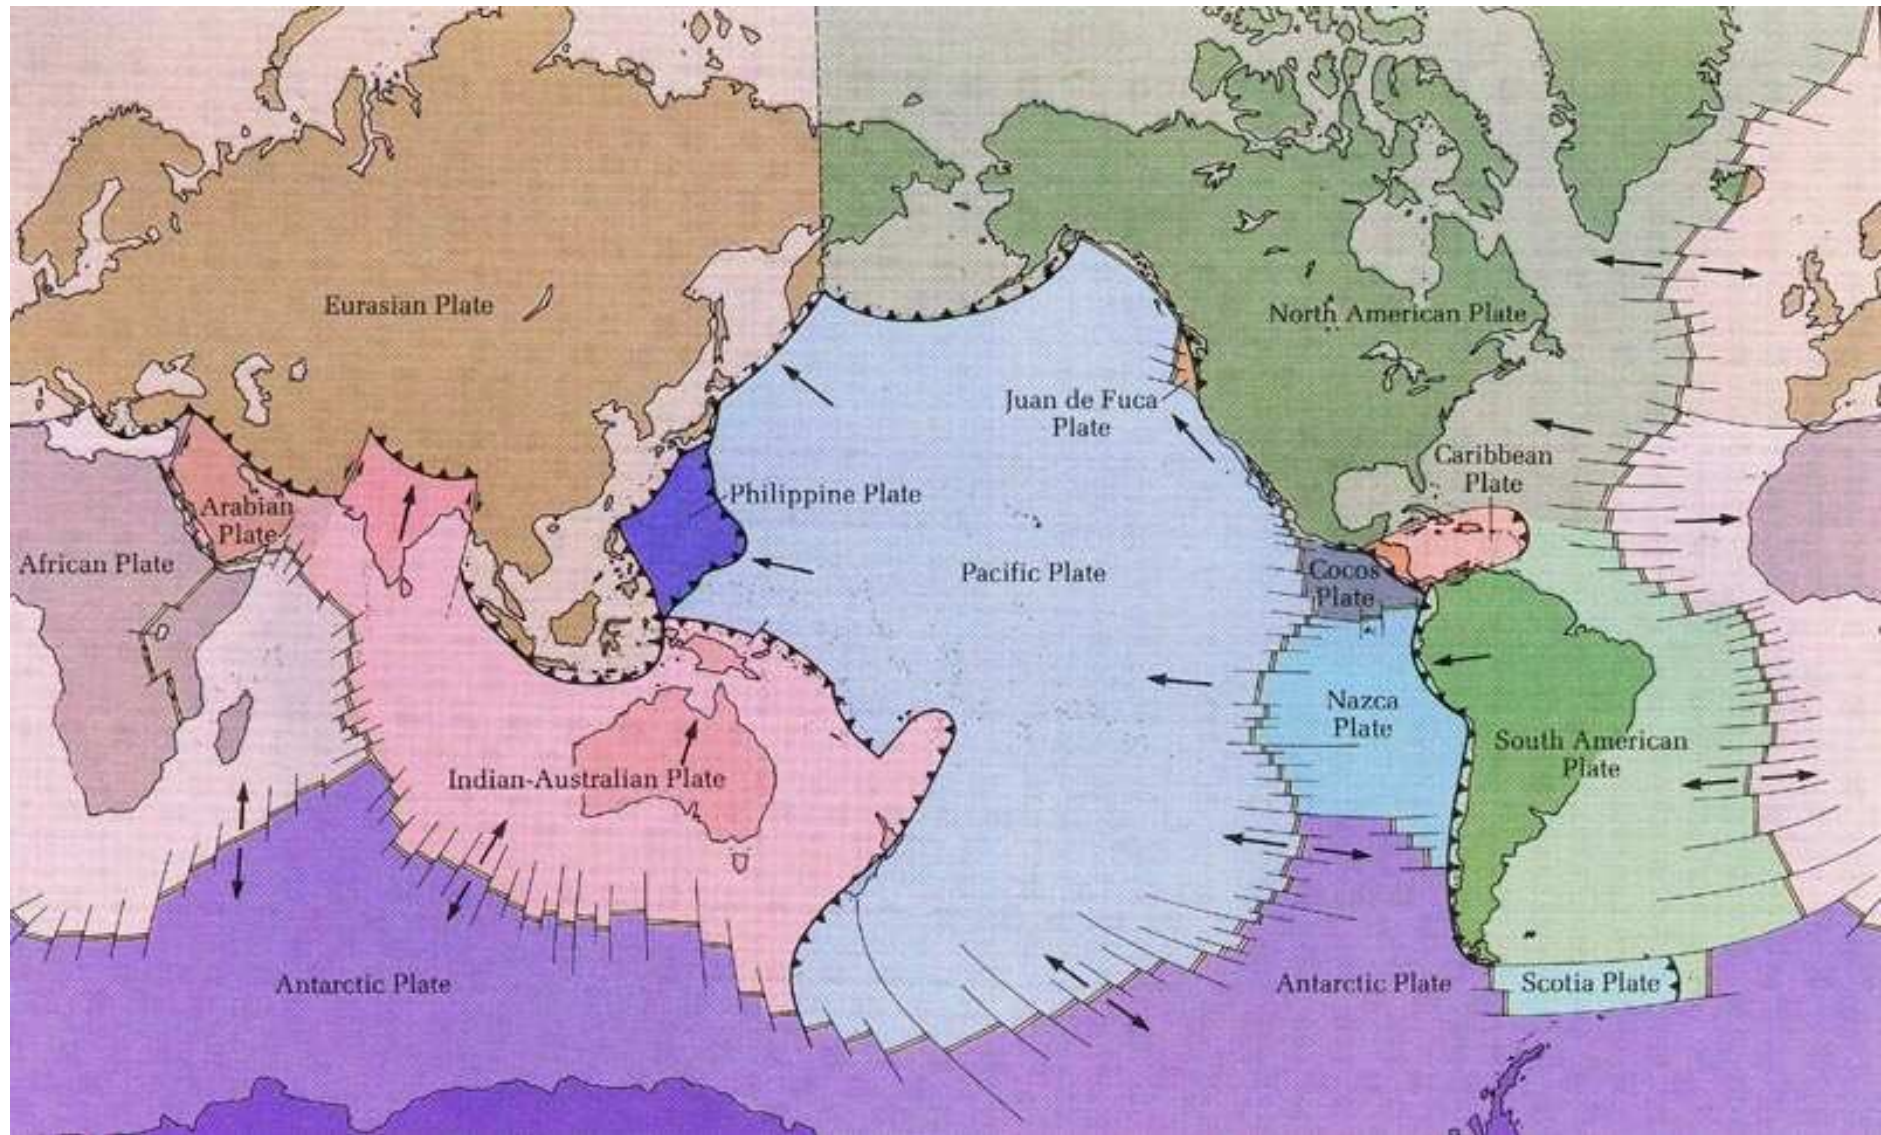 Eurasian Plate
North American Plate
Juan de Fuca
Plate
Caribbean
Plate
Philippine Plate
Arabian
Plate
African Plate
Pacific Plate
Cocos
Plate
Nazca
Plate
South American
Plate
Indian-Australian Plate
Antarctic Plate
Antarctic Plate
Scotia Plate